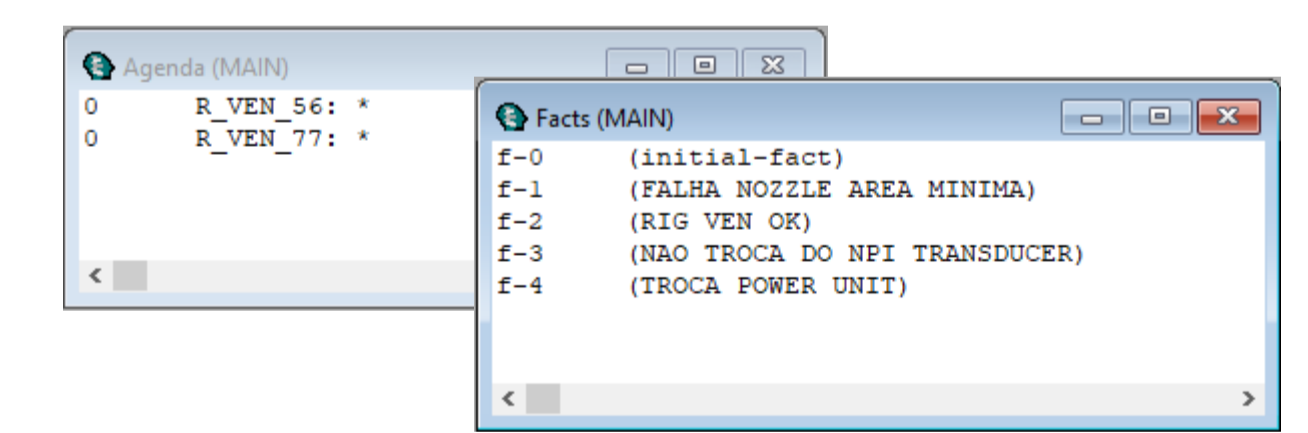 Agenda (MAIN)
0 R_VEN_56: *
0 R_VEN_77: *
Facts (MAIN)
f-0 (initial-fact)
f-1 (FALHA NOZZLE AREA MINIMA)
f-2 (RIG VEN OK)
f-3 (NAO TROCA DO NPI TRANSDUCER)
f-4 (TROCA POWER UNIT)